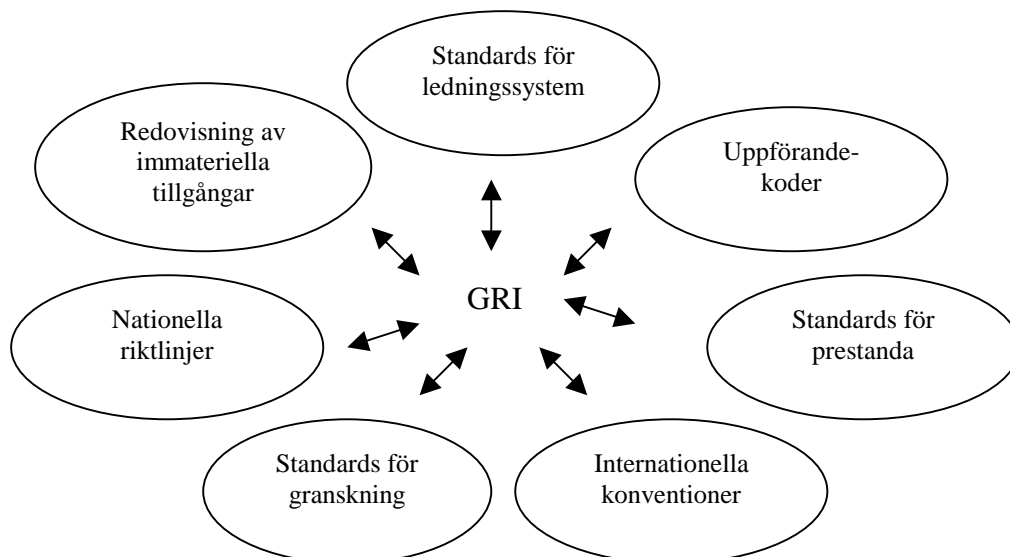 Standards för
ledningssystem
Redovisning av
immateriella
tillgångar
Uppförande-
koder
GRI
Nationella
riktlinjer
Standards för
prestanda
Standards för
granskning
Internationella
konventioner